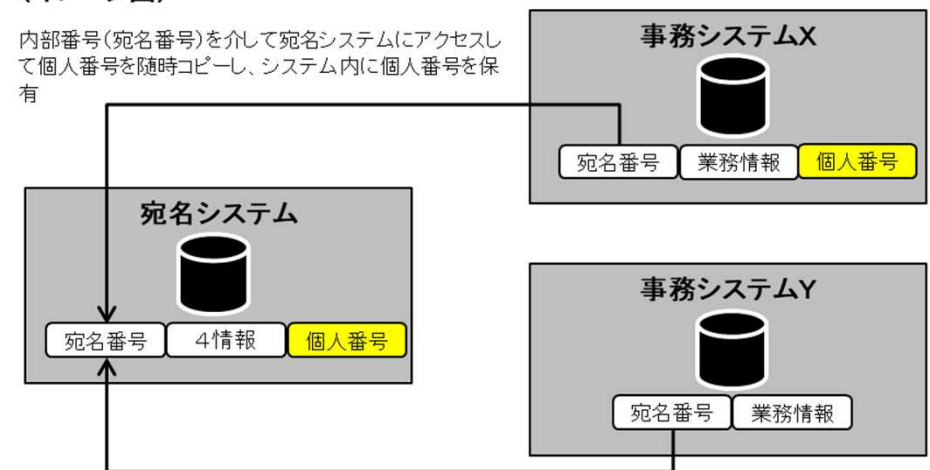 内部番号(宛名番号)を介して宛名システムにアクセスし
て個人番号を随時コピーし、システム内に個人番号を保
有
事務システムX
宛名番号 業務情報 個人番号
宛名システム
宛名番号 4情報 個人番号
事務システムY
宛名番号 業務情報